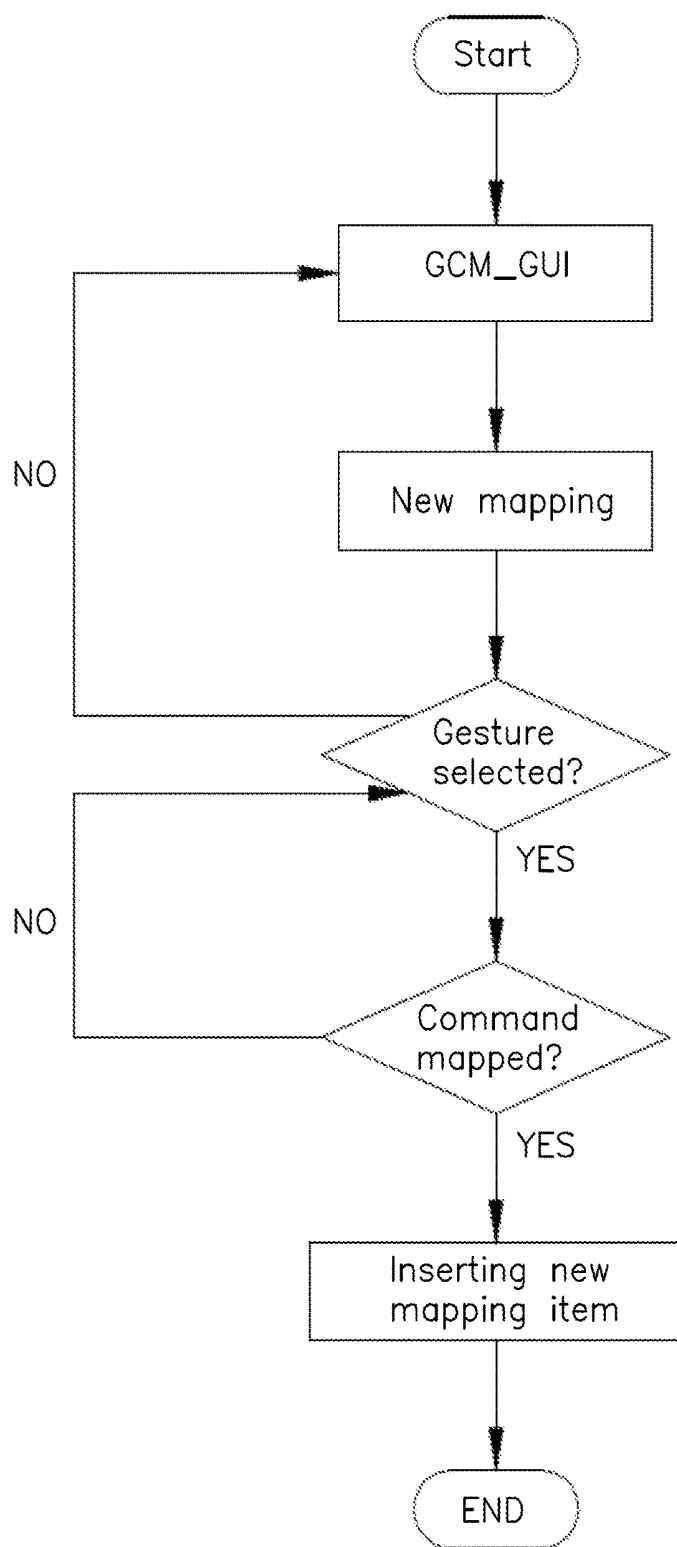 Start
GCM_GUI
NO
New mapping
Gesture
selected?
YES
NO
Command
mapped?
YES
Inserting new
mapping item
END